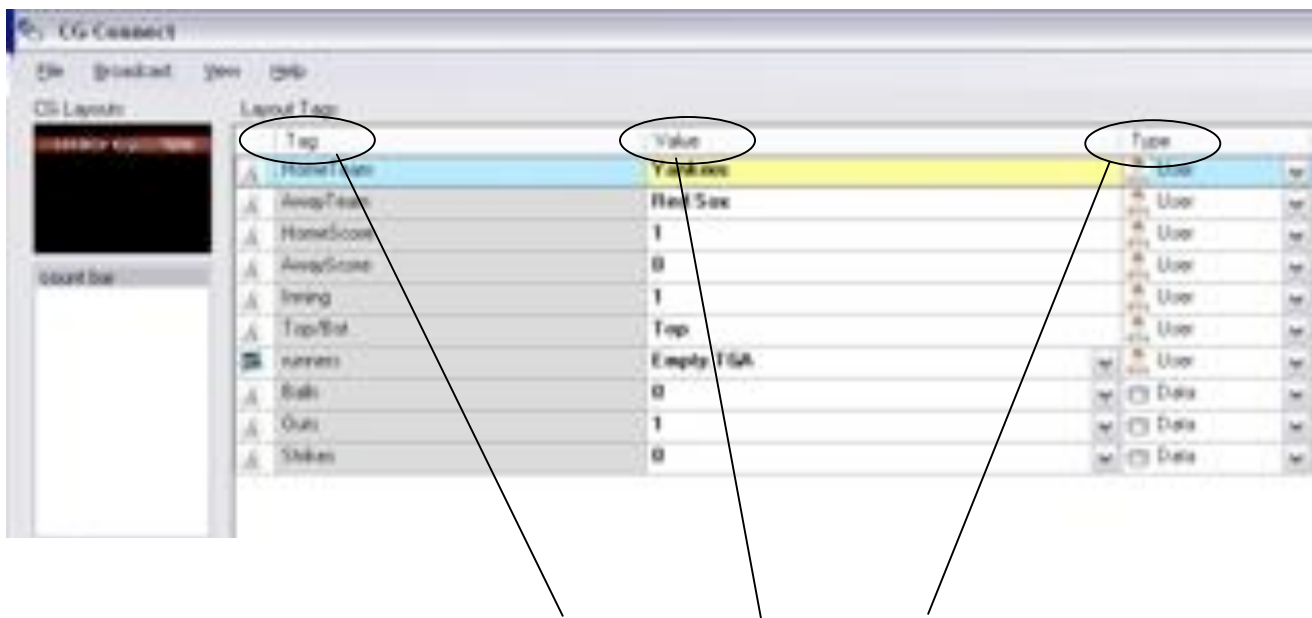 CG Connect
File Broadcast View Help
CG Layouts Layout Tags
Tag Value Type
HomeTeam Yankees User
AwayTeam Red Sox User
HomeScore 1 User
AwayScore 0 User
count bar
Inning 1 User
Top/Bot Top User
runners Empty TGA User
Balls 0 Data
Outs 1 Data
Strikes 0 Data